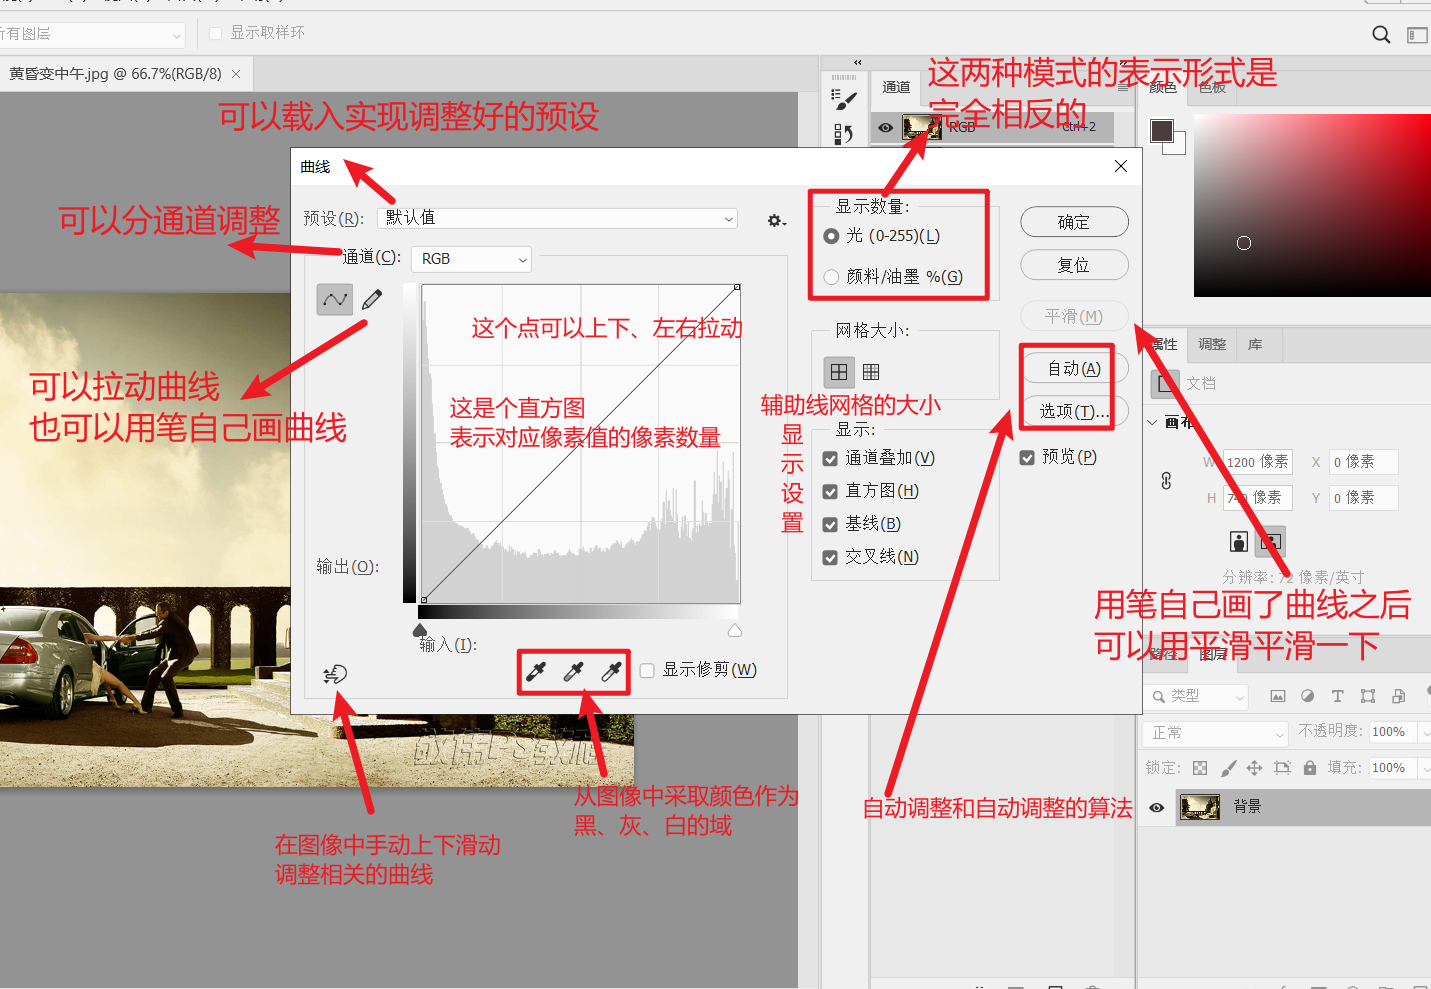 所有图层
显示取样环
黄昏变中午.jpg @ 66.7%(RGB/8) ×
可以载入实现调整好的预设
这两种模式的表示形式是
完全相反的
通道
颜色 色板
RGB Ctrl+2
曲线
预设(R): 默认值
可以分通道调整
通道(C): RGB
显示数量:
光 (0-255)(L)
颜料/油墨 %(G)
确定
复位
平滑(M)
自动(A)
选项(T)...
预览(P)
网格大小:
辅助线网格的大小
显示设置
显示:
通道叠加(V)
直方图(H)
基线(B)
交叉线(N)
这个点可以上下、左右拉动
这是个直方图
表示对应像素值的像素数量
可以拉动曲线
也可以用笔自己画曲线
输出(O):
输入(I):
显示修剪(W)
属性 调整 库
文档
画布
W 1200 像素 X 0 像素
H 740 像素 Y 0 像素
分辨率: 72 像素/英寸
用笔自己画了曲线之后
可以用平滑平滑一下
路径 图层
类型
正常 不透明度: 100%
锁定: 填充: 100%
背景
从图像中采取颜色作为
黑、灰、白的域
自动调整和自动调整的算法
在图像中手动上下滑动
调整相关的曲线